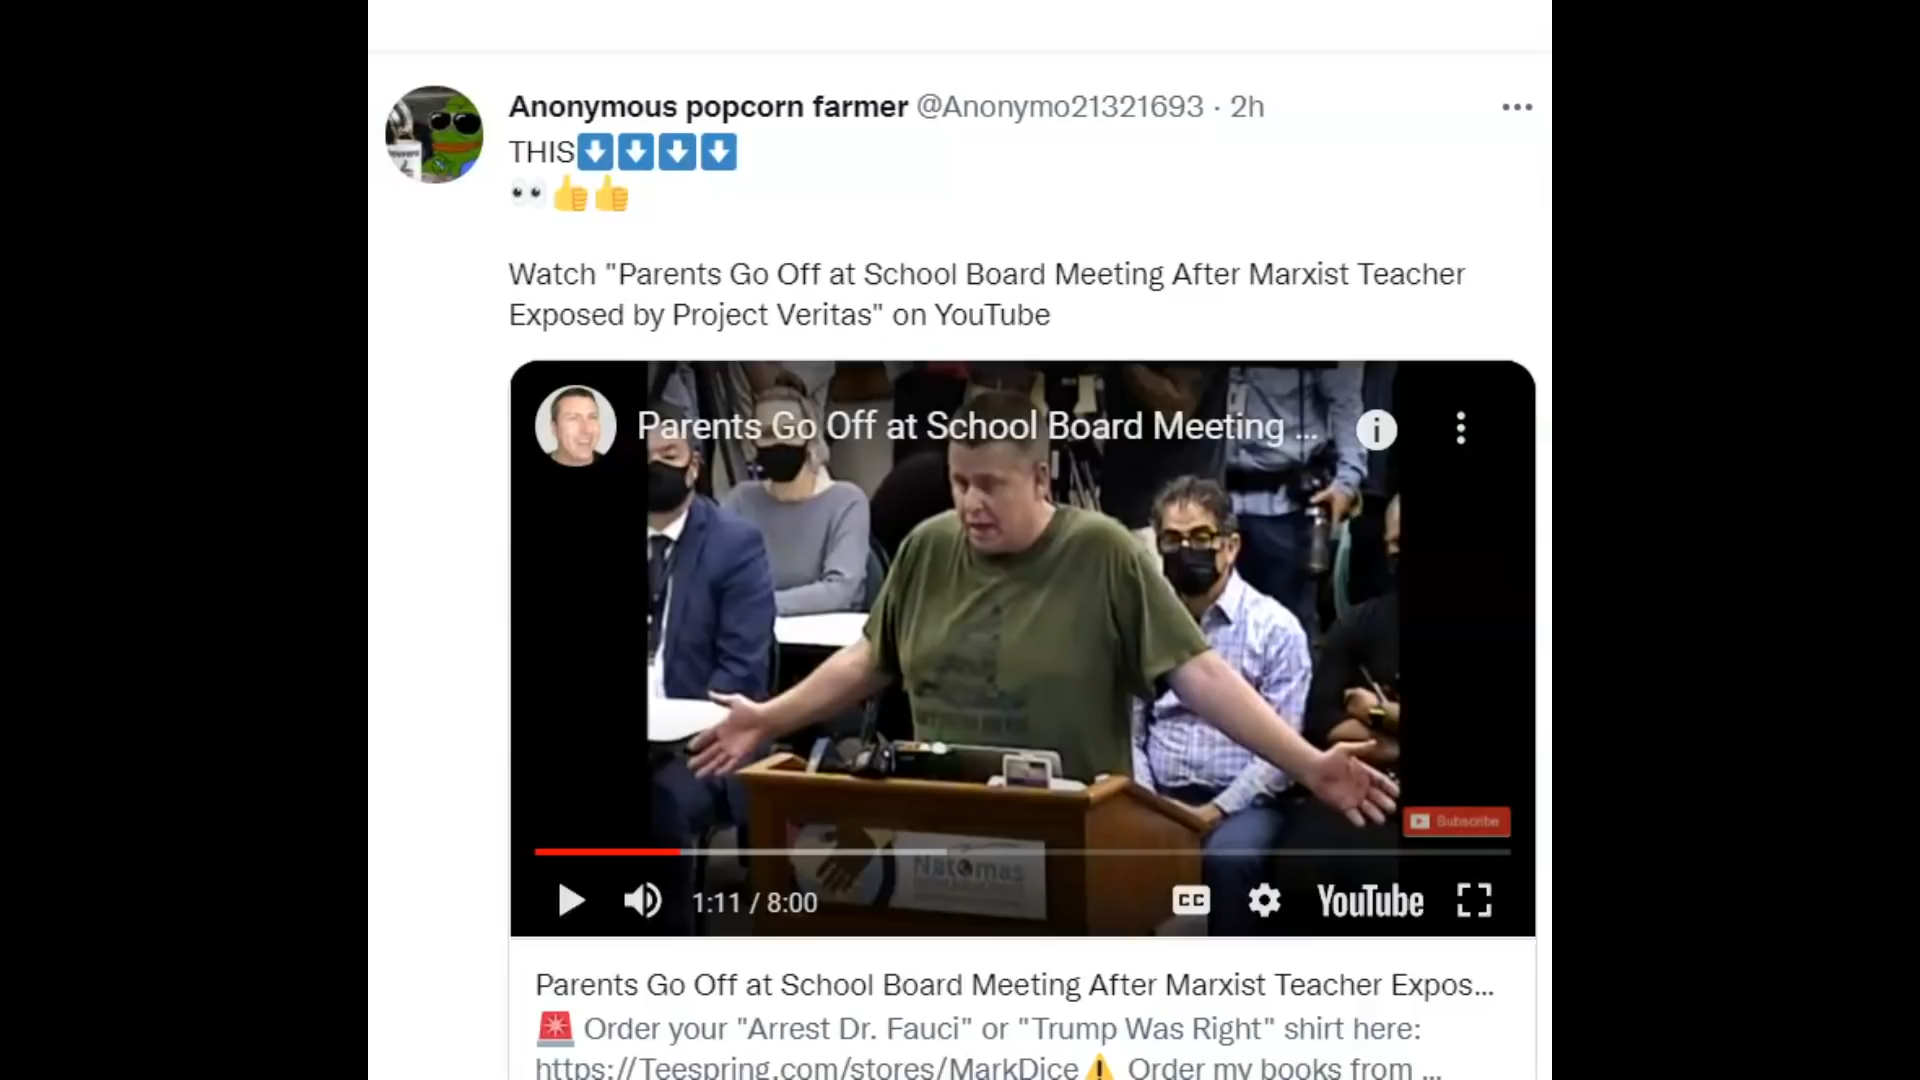 Anonymous popcorn farmer @Anonymo21321693 · 2h
THIS
Watch "Parents Go Off at School Board Meeting After Marxist Teacher
Exposed by Project Veritas" on YouTube
Parents Go Off at School Board Meeting ...
Subscribe
Natomas
1:11 / 8:00
CC
YouTube
Parents Go Off at School Board Meeting After Marxist Teacher Expos...
Order your "Arrest Dr. Fauci" or "Trump Was Right" shirt here:
https://Teespring.com/stores/MarkDice Order my books from ...